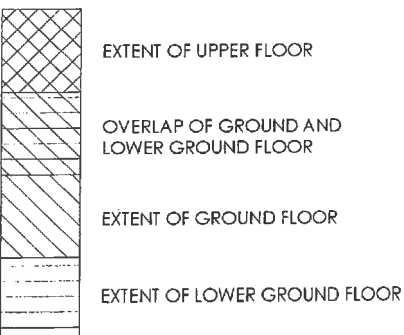 EXTENT OF UPPER FLOOR
OVERLAP OF GROUND AND
LOWER GROUND FLOOR
EXTENT OF GROUND FLOOR
EXTENT OF LOWER GROUND FLOOR